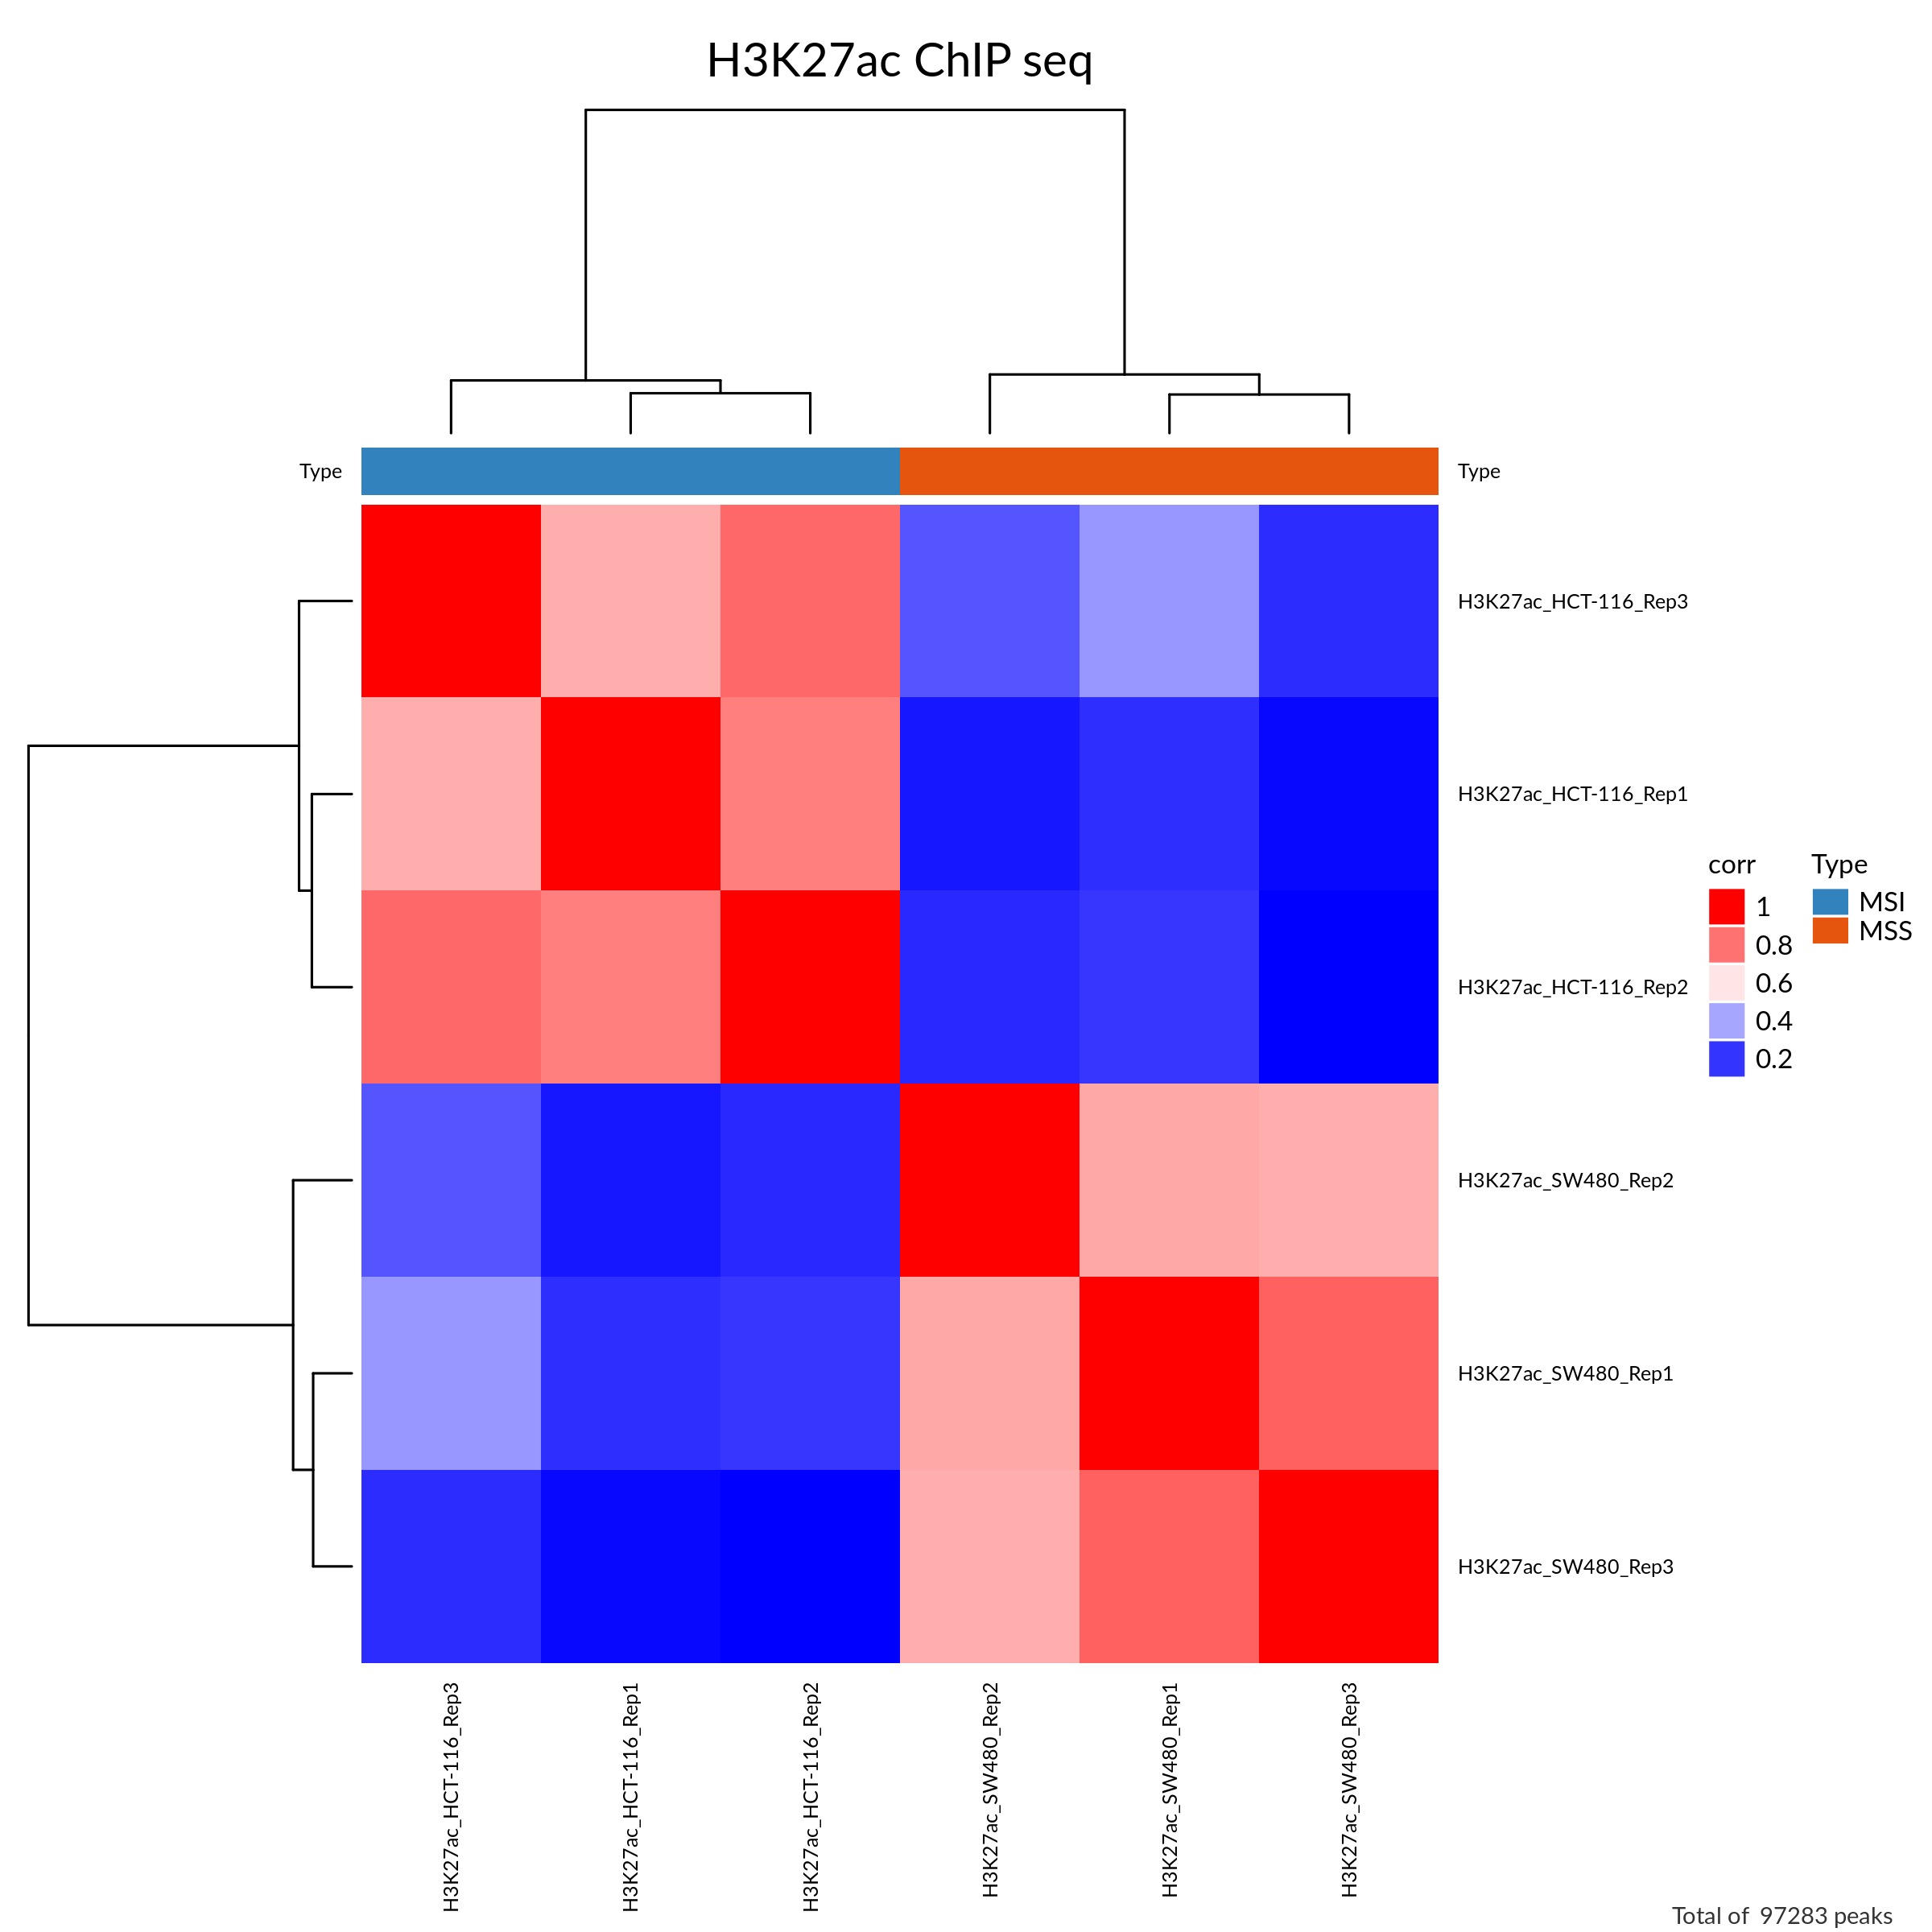 H3K27ac ChIP seq
Type
Type
H3K27ac_HCT-116_Rep3
H3K27ac_HCT-116_Rep1
H3K27ac_HCT-116_Rep2
H3K27ac_SW480_Rep2
H3K27ac_SW480_Rep1
H3K27ac_SW480_Rep3
corr
1
0.8
0.6
0.4
0.2
Type
MSI
MSS
H3K27ac_HCT-116_Rep3
H3K27ac_HCT-116_Rep1
H3K27ac_HCT-116_Rep2
H3K27ac_SW480_Rep2
H3K27ac_SW480_Rep1
H3K27ac_SW480_Rep3
Total of 97283 peaks